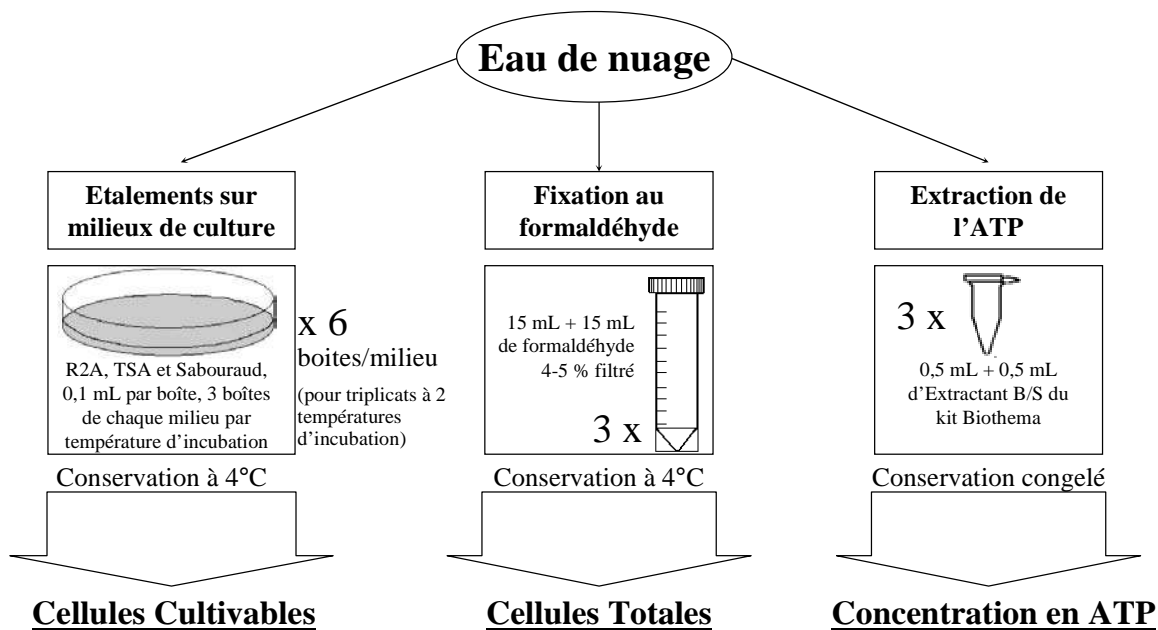 Eau de nuage
Etalements sur
milieux de culture
x 6
boites/milieu
R2A, TSA et Sabouraud,
0,1 mL par boîte, 3 boîtes
de chaque milieu par
température d'incubation
(pour triplicats à 2
températures
d'incubation)
Conservation à 4°C
Cellules Cultivables
Fixation au
formaldéhyde
15 mL + 15 mL
de formaldéhyde
4-5 % filtré
3 x
Conservation à 4°C
Cellules Totales
Extraction de
l'ATP
3 x
0,5 mL + 0,5 mL
d'Extractant B/S du
kit Biothema
Conservation congelé
Concentration en ATP